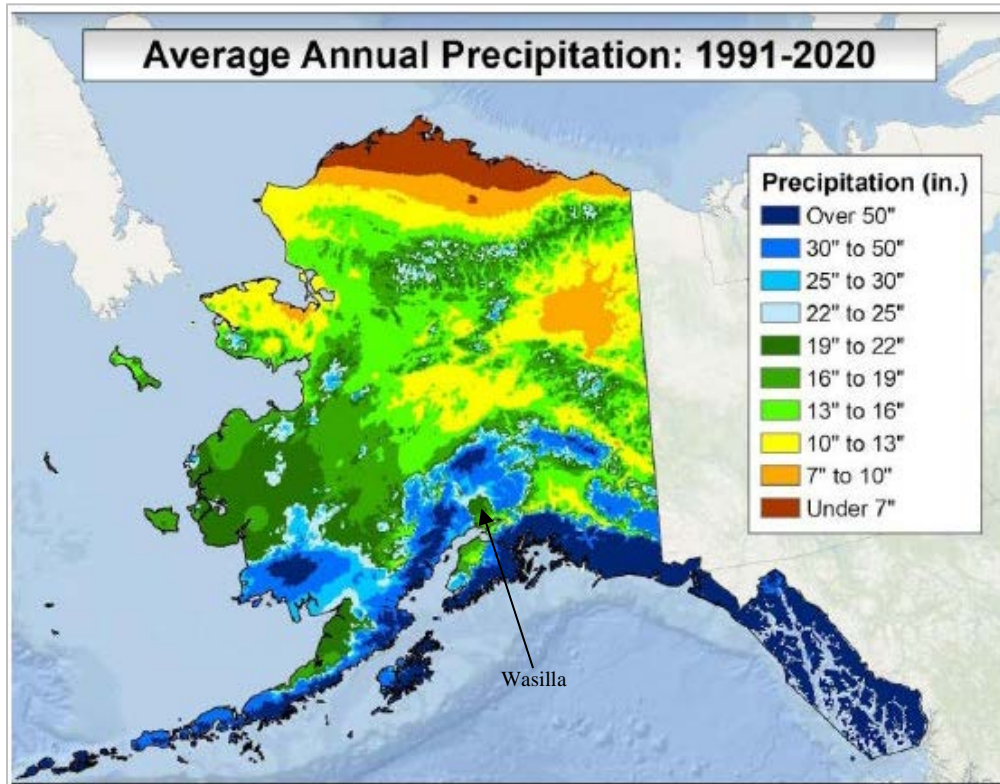 Average Annual Precipitation: 1991-2020
Precipitation (in.)
Over 50"
30" to 50"
25" to 30"
22" to 25"
19" to 22"
16" to 19"
13" to 16"
10" to 13"
7" to 10"
Under 7"
Wasilla